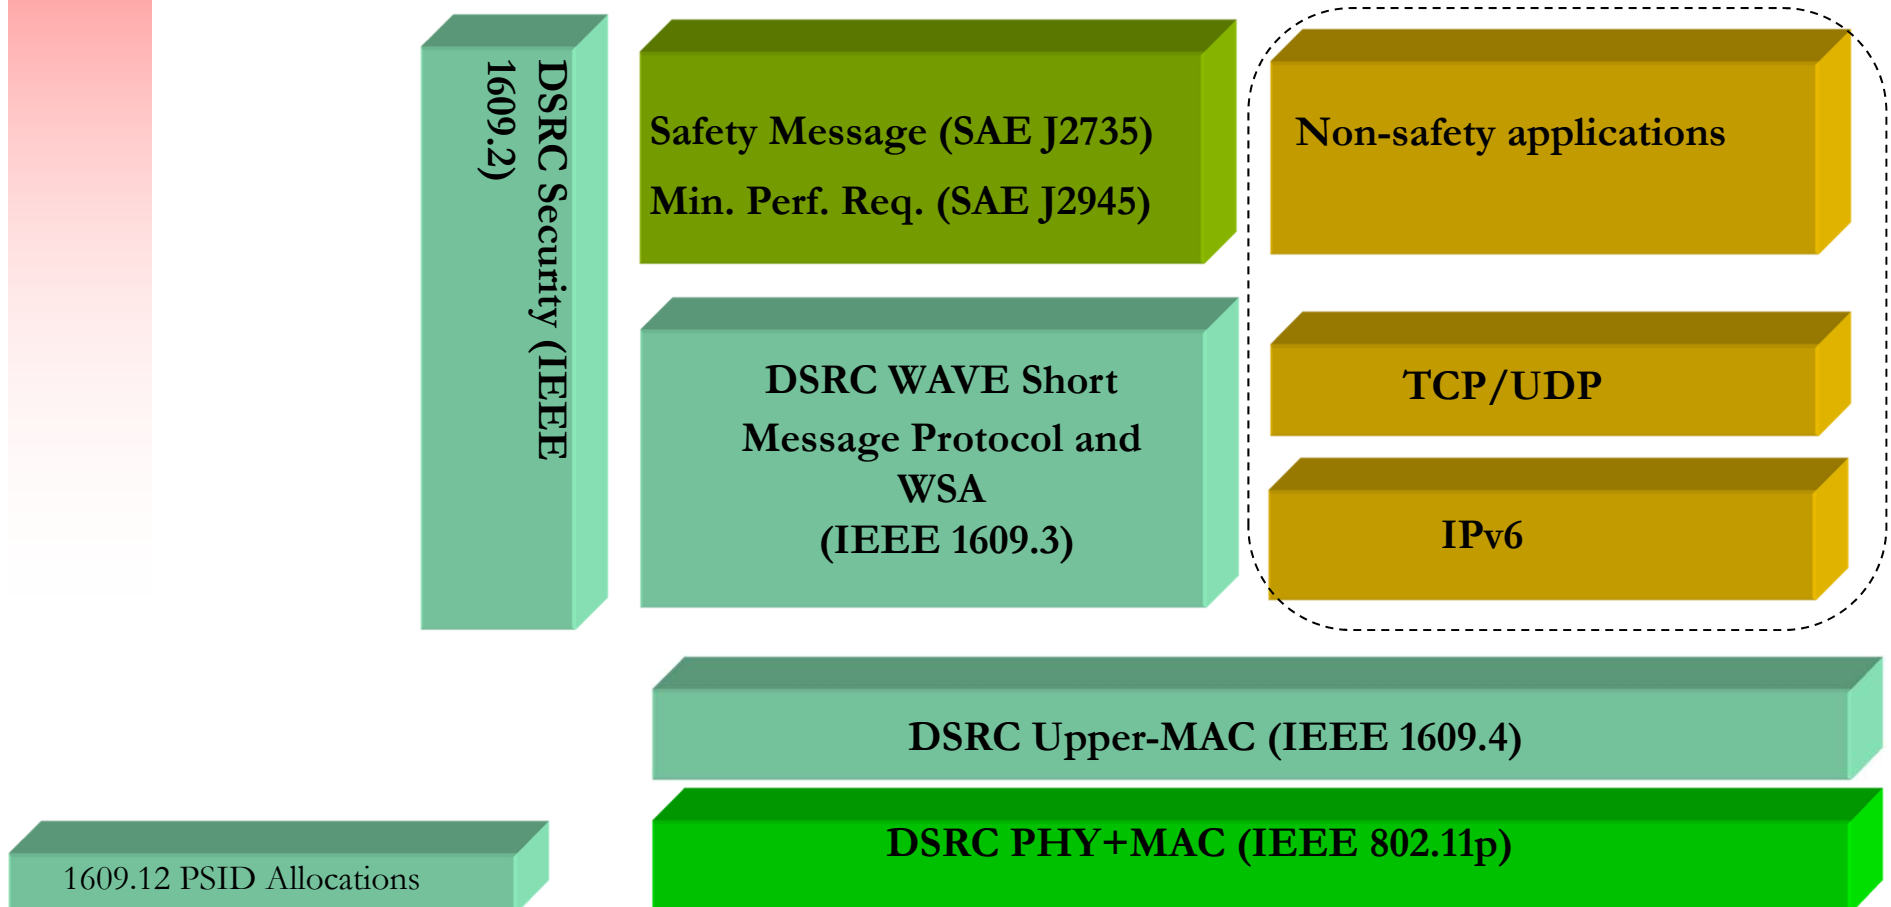 DSRC Security (IEEE
1609.2)
Safety Message (SAE J2735)
Min. Perf. Req. (SAE J2945)
Non-safety applications
DSRC WAVE Short
Message Protocol and
WSA
(IEEE 1609.3)
TCP/UDP
IPv6
DSRC Upper-MAC (IEEE 1609.4)
DSRC PHY+MAC (IEEE 802.11p)
1609.12 PSID Allocations